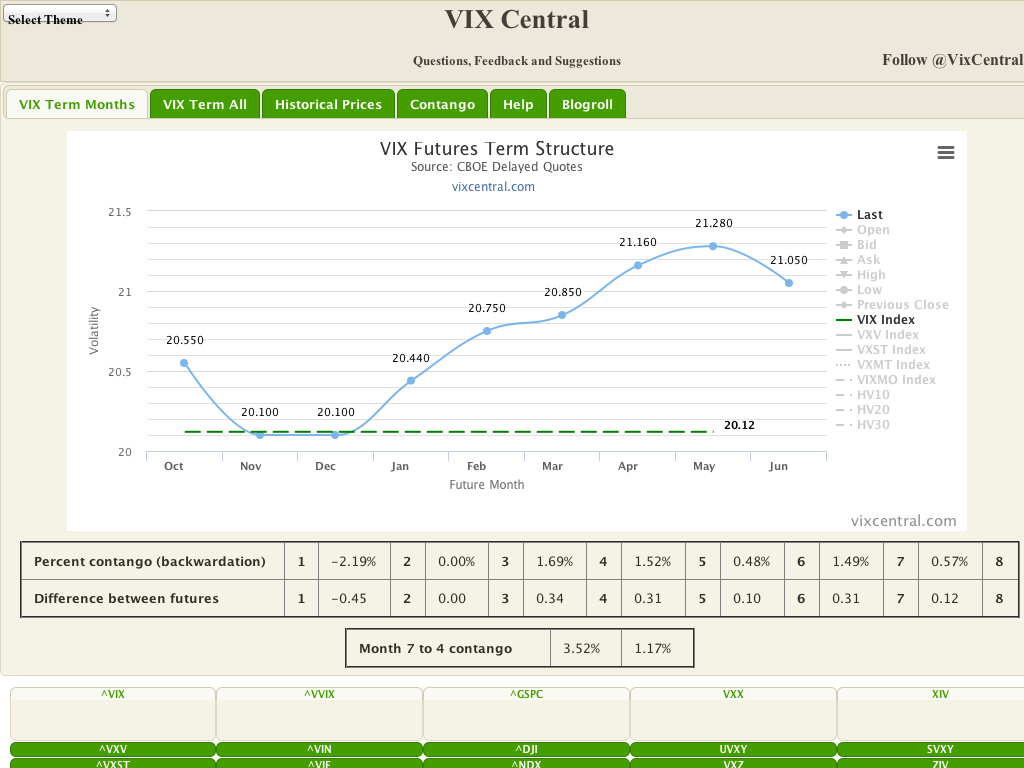 Select Theme
VIX Central
Questions, Feedback and Suggestions
Follow @VixCentral
VIX Term Months VIX Term All Historical Prices Contango Help Blogroll
VIX Futures Term Structure
Source: CBOE Delayed Quotes
vixcentral.com
Volatility
21.5
21
20.5
20
20.550
20.100
20.100
20.440
20.750
20.850
21.160
21.280
21.050
20.12
Oct Nov Dec Jan Feb Mar Apr May Jun
Future Month
Last
Open
Bid
Ask
High
Low
Previous Close
VIX Index
VXV Index
VXST Index
VXMT Index
VIXMO Index
HV10
HV20
HV30
vixcentral.com
Percent contango (backwardation) 1 -2.19% 2 0.00% 3 1.69% 4 1.52% 5 0.48% 6 1.49% 7 0.57% 8
Difference between futures 1 -0.45 2 0.00 3 0.34 4 0.31 5 0.10 6 0.31 7 0.12 8
Month 7 to 4 contango 3.52% 1.17%
^VIX ^VVIX ^GSPC VXX XIV
^VXV ^VIN ^DJI UVXY SVXY
^VXST ^VIF ^NDX VXZ ZIV